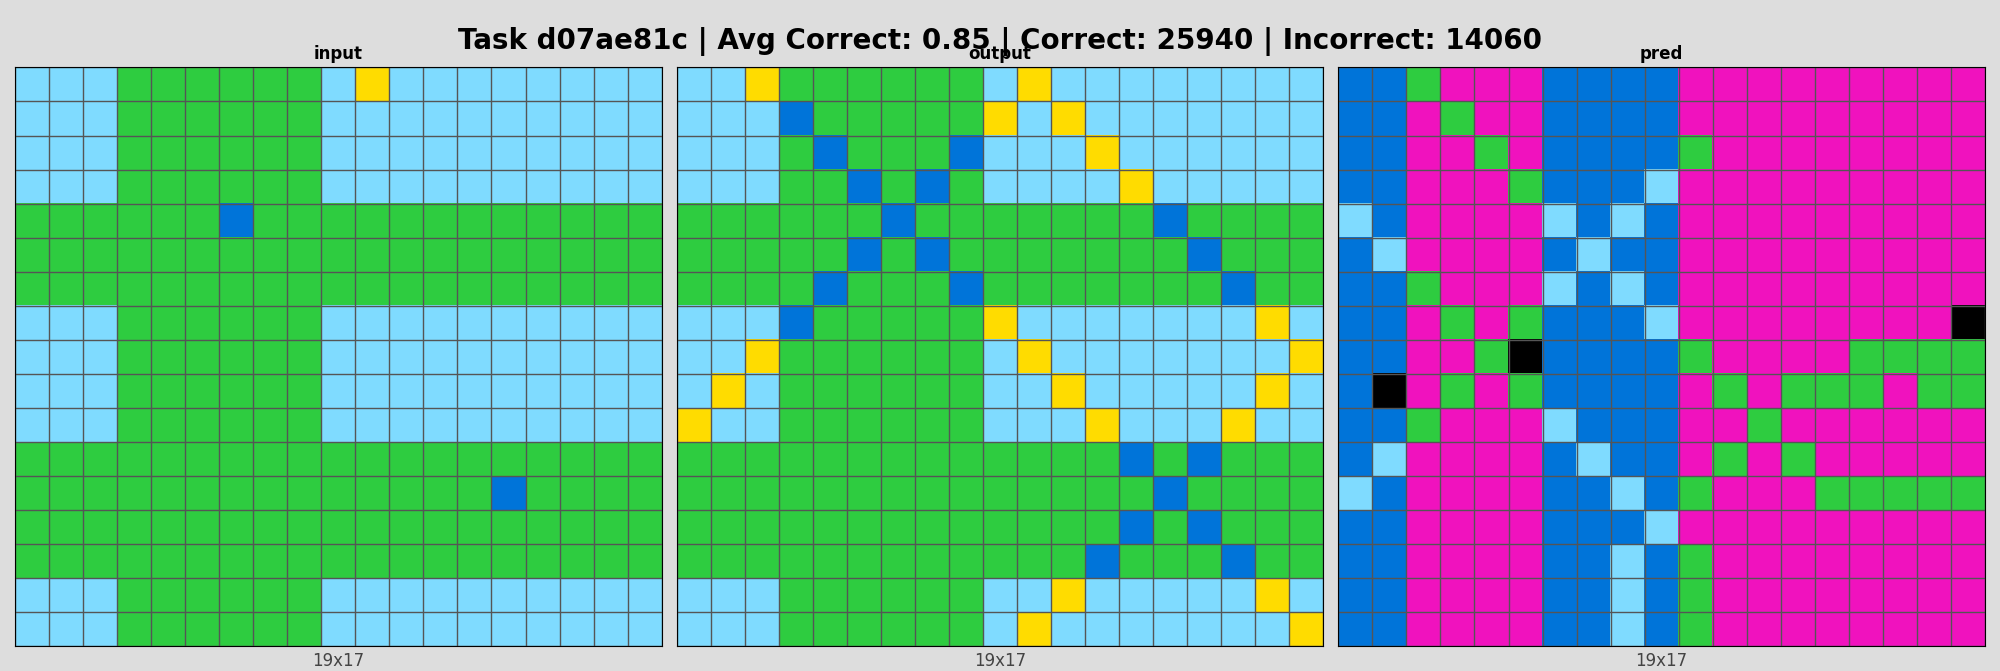 Task d07ae81c | Avg Correct: 0.85 | Correct: 25940 | Incorrect: 14060
input
output
pred
19x17
19x17
19x17